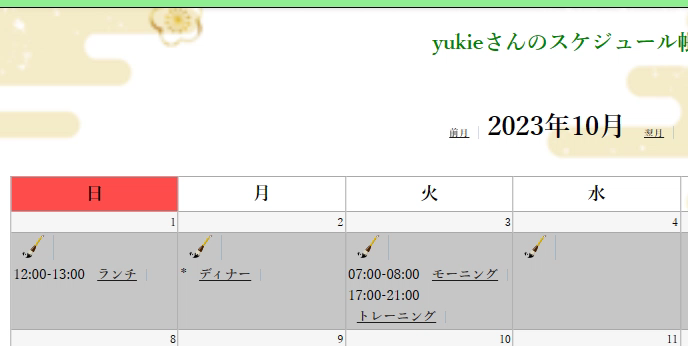 yukieさんのスケジュール帳
前月 2023年10月 翌月
日 月 火 水
1 2 3 4
12:00-13:00 ランチ * ディナー 07:00-08:00 モーニング
17:00-21:00
トレーニング
8 9 10 11